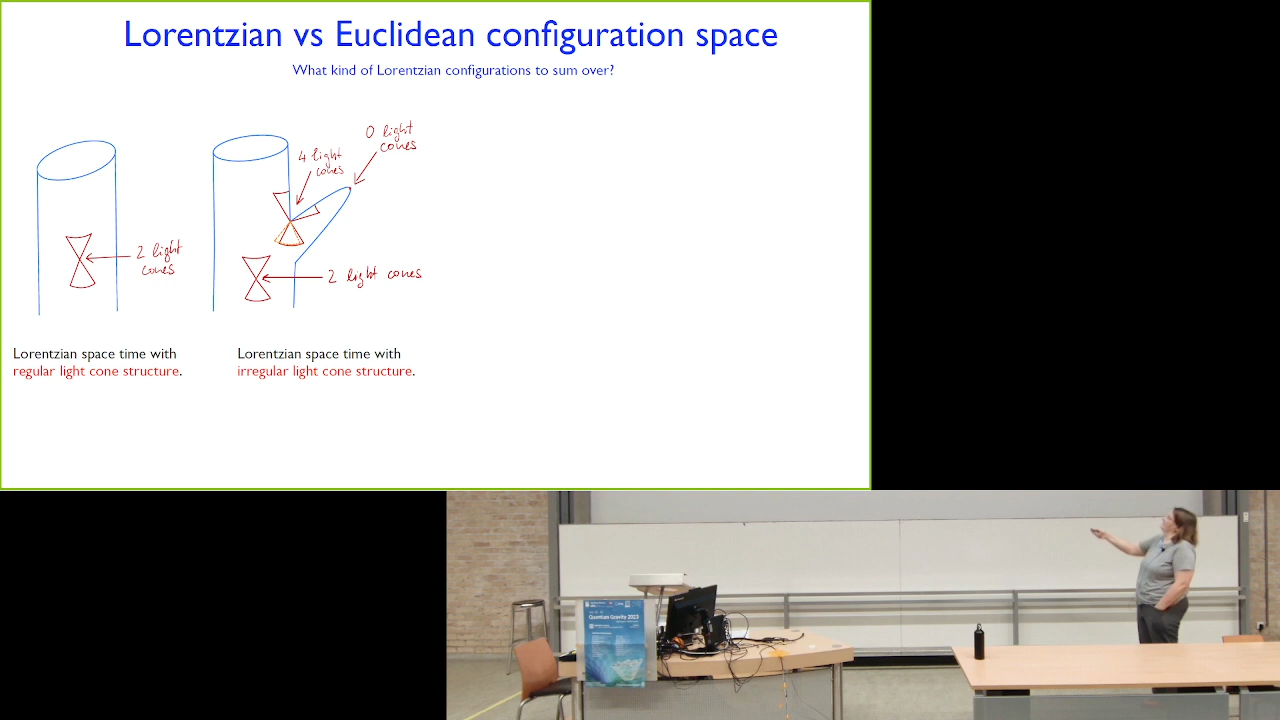 Lorentzian vs Euclidean configuration space
What kind of Lorentzian configurations to sum over?
0 light
cones
4 light
cones
2 light
cones
2 light cones
Lorentzian space time with
regular light cone structure.
Lorentzian space time with
irregular light cone structure.
Quantum Gravity 2023